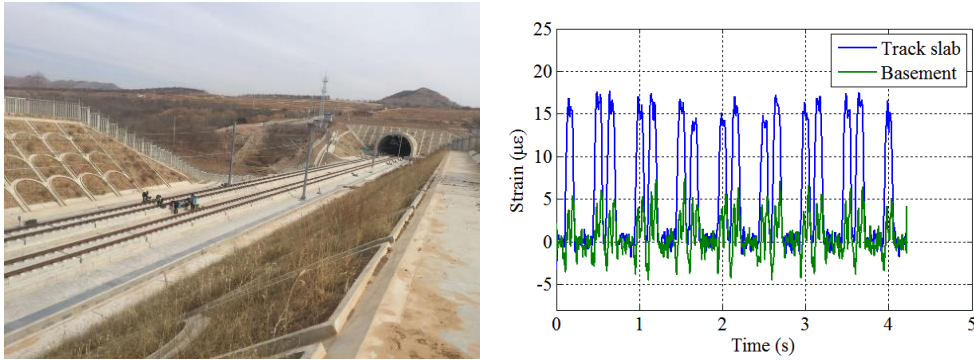 25
20
15
10
5
0
-5
0 1 2 3 4 5
Strain (με)
Time (s)
Track slab
Basement